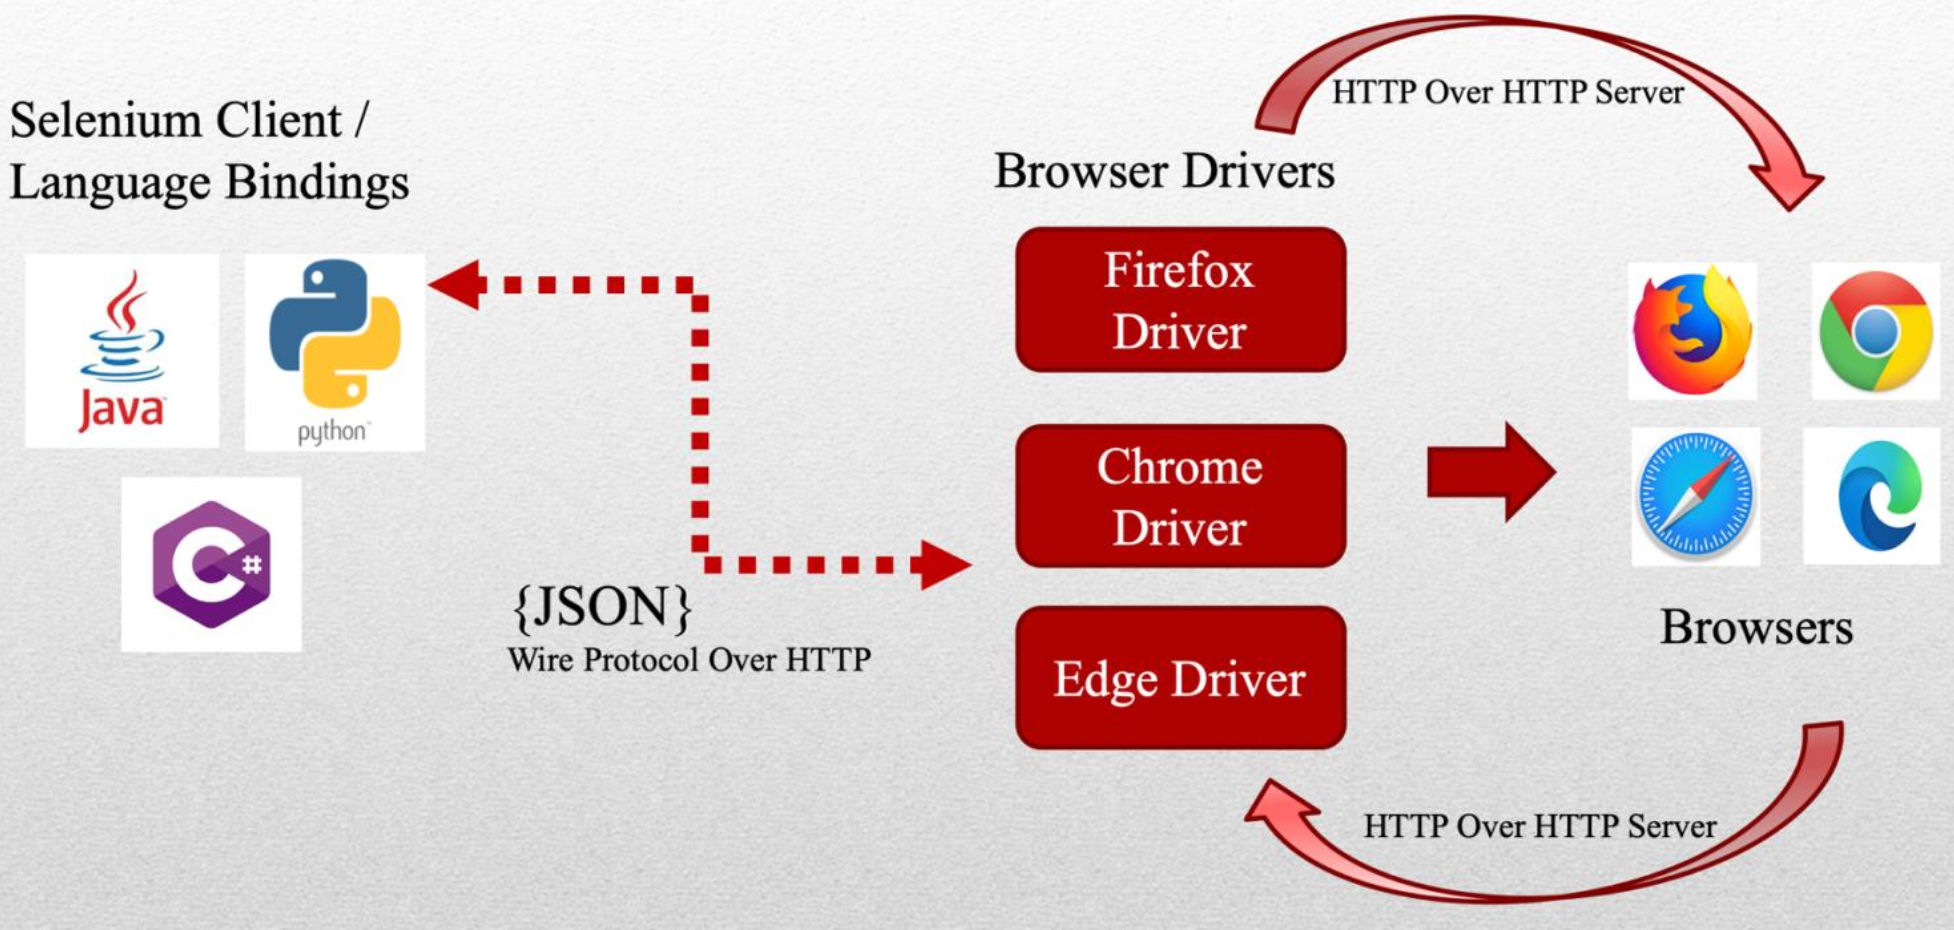 Selenium Client /
Language Bindings
Java
python™
C#
{JSON}
Wire Protocol Over HTTP
Browser Drivers
Firefox
Driver
Chrome
Driver
Edge Driver
HTTP Over HTTP Server
Browsers
HTTP Over HTTP Server